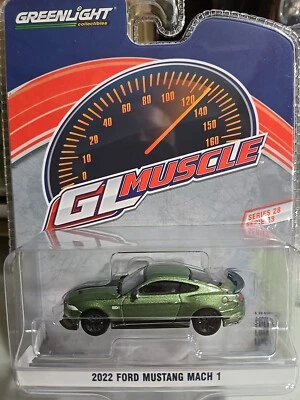 GREENLIGHT
collectibles
0
20
40
60
80
100
120
140
160
GL MUSCLE
SERIES 28
2022 FORD MUSTANG MACH 1